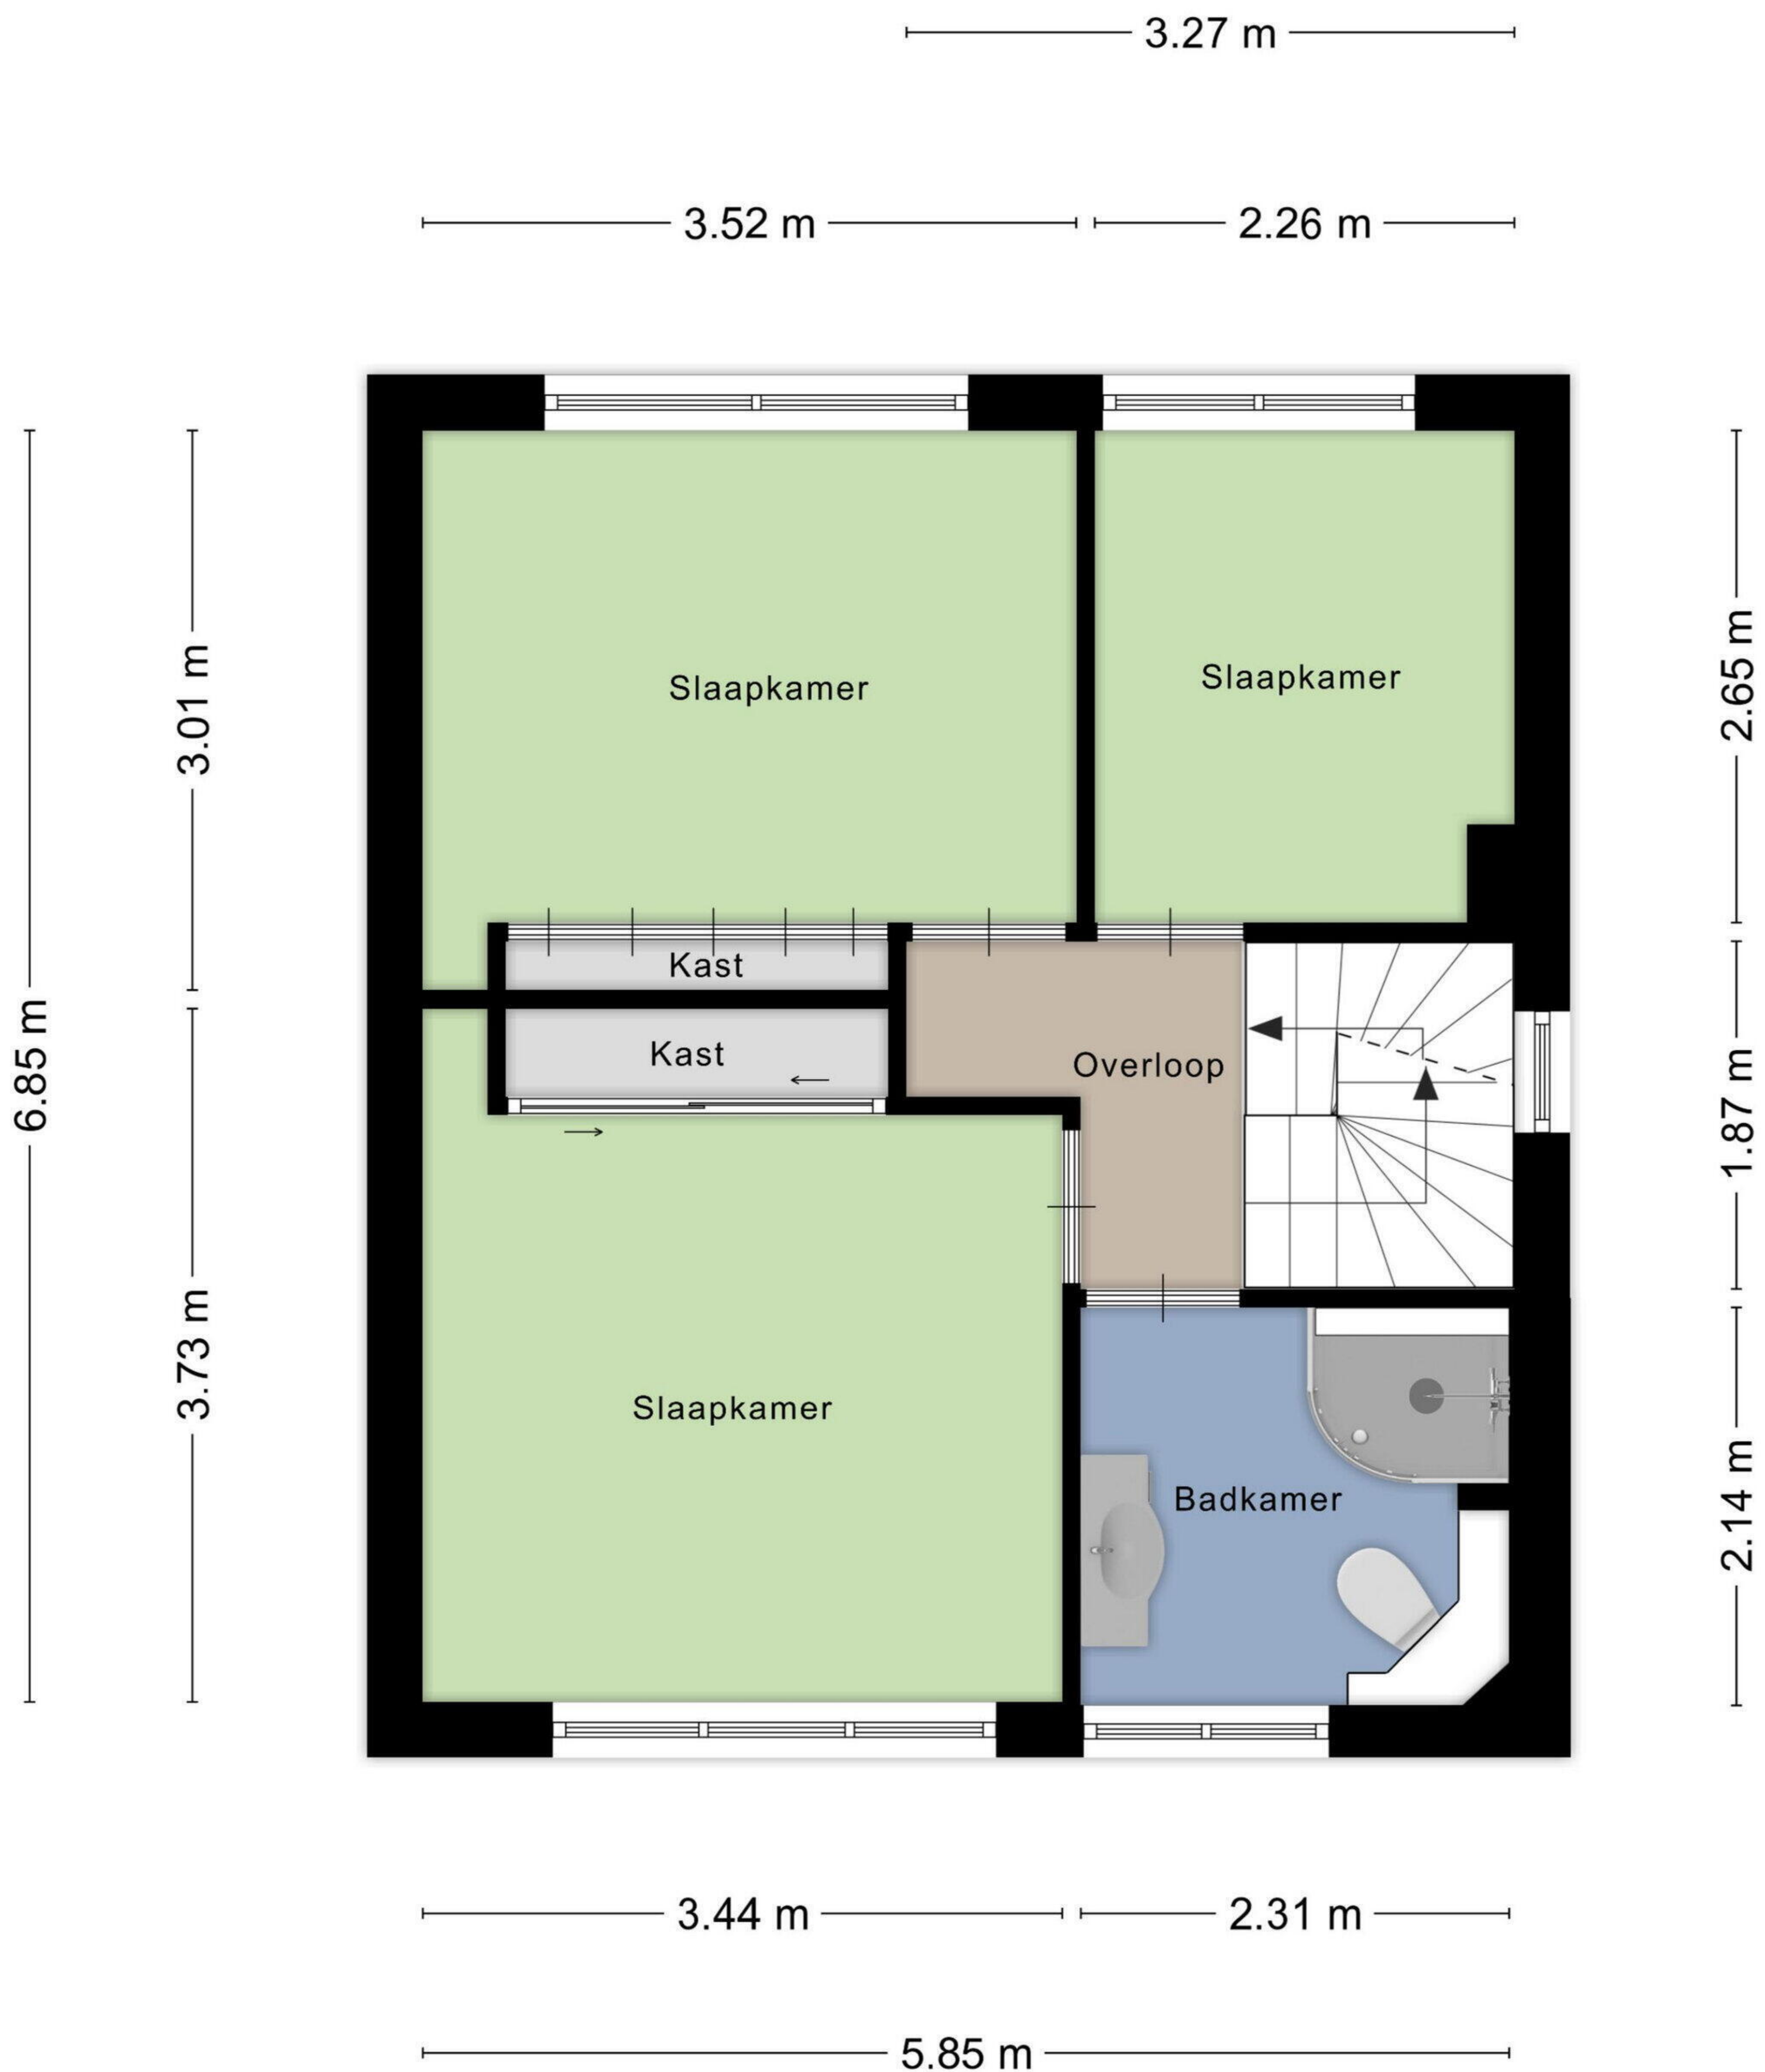 3.27 m
3.52 m
2.26 m
3.01 m
2.65 m
Slaapkamer
Slaapkamer
Kast
Kast
Overloop
6.85 m
1.87 m
3.73 m
Slaapkamer
Badkamer
2.14 m
3.44 m
2.31 m
5.85 m